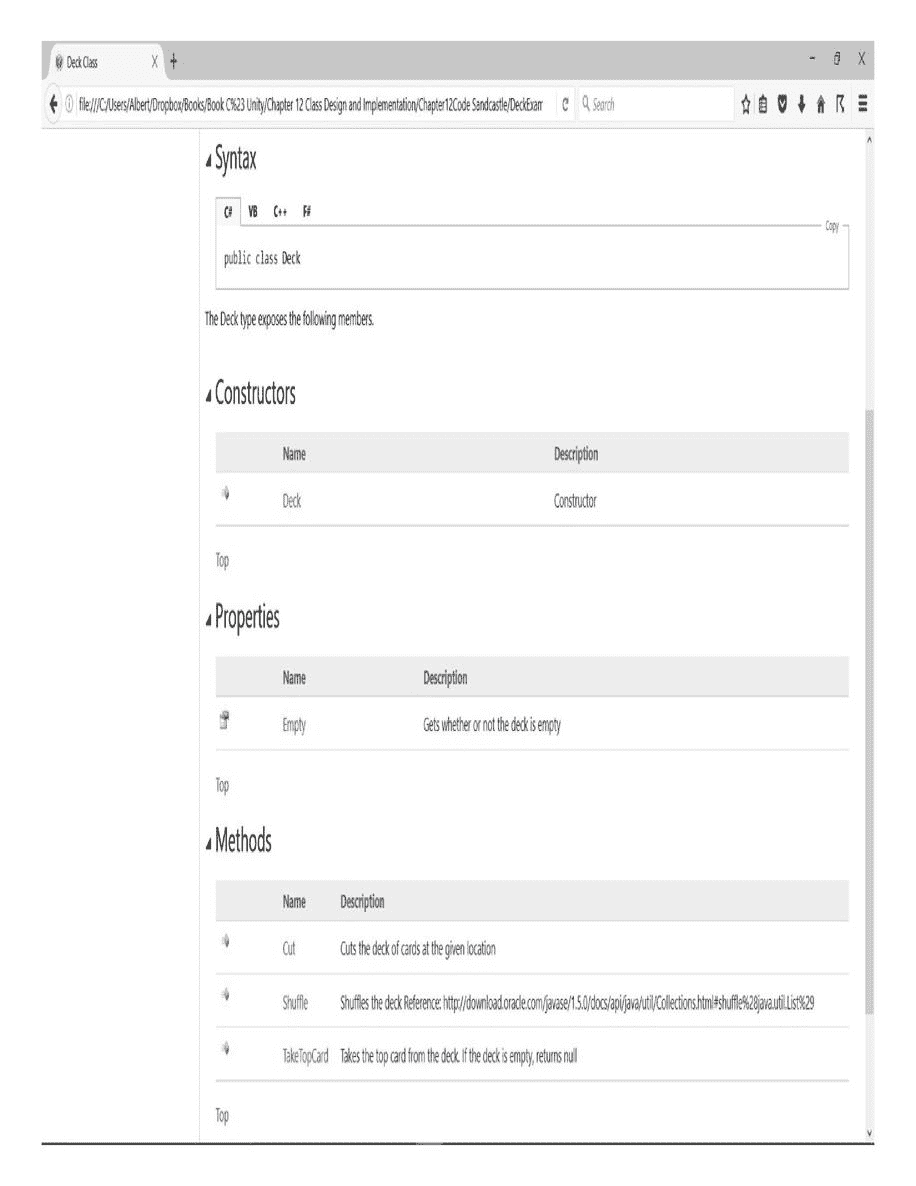 Deck Class X +
file:///C:/Users/Albert/Dropbox/Books/Book C%23 Unity/Chapter 12 Class Design and Implementation/Chapter12Code Sandcastle/DeckExam Search
Syntax
C# VB C++ F#
Copy
public class Deck
The Deck type exposes the following members.
Constructors
Name Description
Deck Constructor
Top
Properties
Name Description
Empty Gets whether or not the deck is empty
Top
Methods
Name Description
Cut Cuts the deck of cards at the given location
Shuffle Shuffles the deck Reference: http://download.oracle.com/javase/1.5.0/docs/api/java/util/Collections.html#shuffle%28java.util.List%29
TakeTopCard Takes the top card from the deck. If the deck is empty, returns null
Top